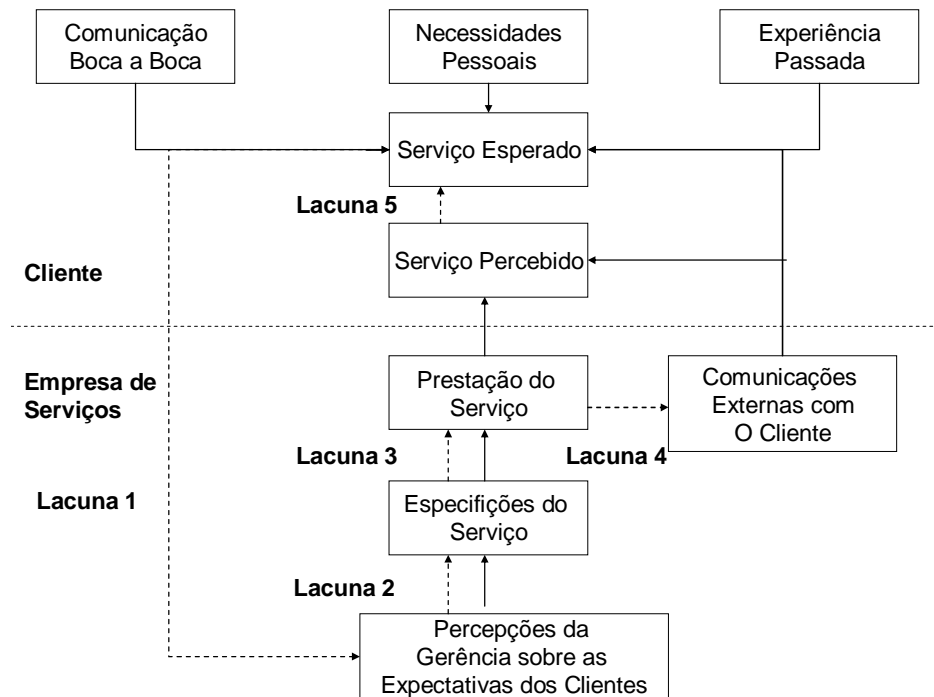 Comunicação
Boca a Boca
Necessidades
Pessoais
Experiência
Passada
Serviço Esperado
Lacuna 5
Serviço Percebido
Cliente
Empresa de
Serviços
Prestação do
Serviço
Comunicações
Externas com
O Cliente
Lacuna 3
Lacuna 4
Lacuna 1
Especifições do
Serviço
Lacuna 2
Percepções da
Gerência sobre as
Expectativas dos Clientes